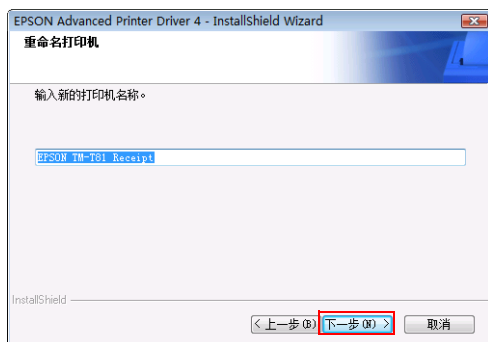 EPSON Advanced Printer Driver 4 - InstallShield Wizard
重命名打印机
输入新的打印机名称。
EPSON TM-T81 Receipt
InstallShield
< 上一步(B) 下一步(N) > 取消